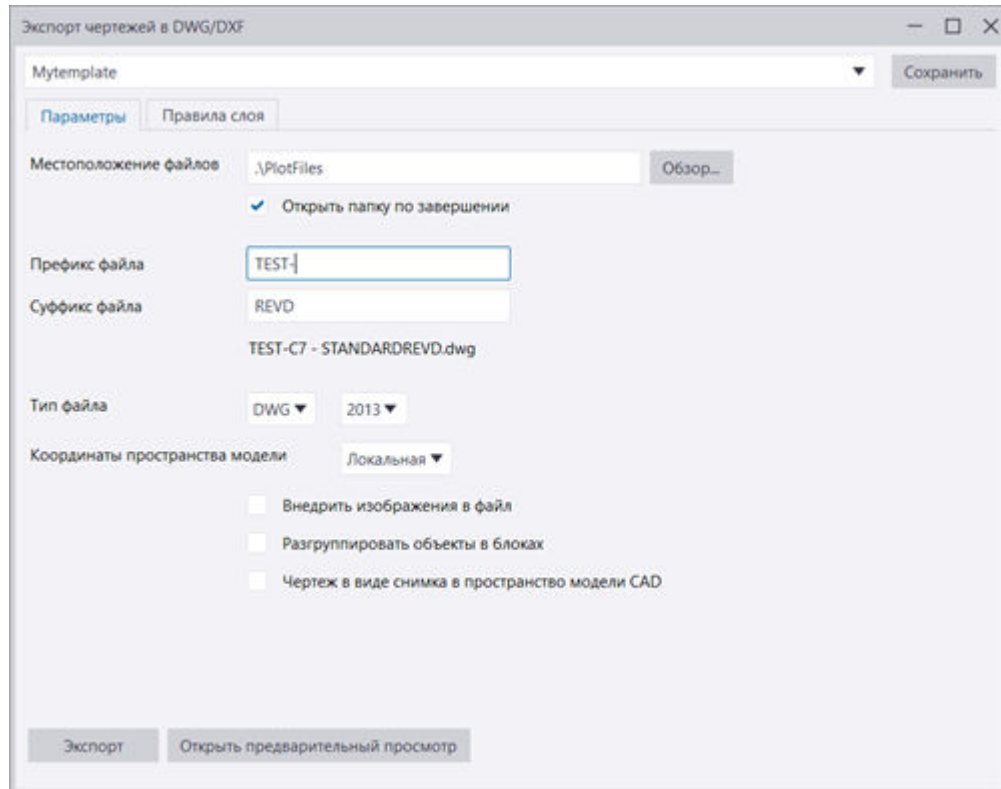 Экспорт чертежей в DWG/DXF
Mytemplate
Сохранить
Параметры
Правила слоя
Местоположение файлов
.\PlotFiles
Обзор...
Открыть папку по завершении
Префикс файла
TEST-
Суффикс файла
REVD
TEST-C7 - STANDARDREVD.dwg
Тип файла
DWG
2013
Координаты пространства модели
Локальная
Внедрить изображения в файл
Разгруппировать объекты в блоках
Чертеж в виде снимка в пространство модели CAD
Экспорт
Открыть предварительный просмотр